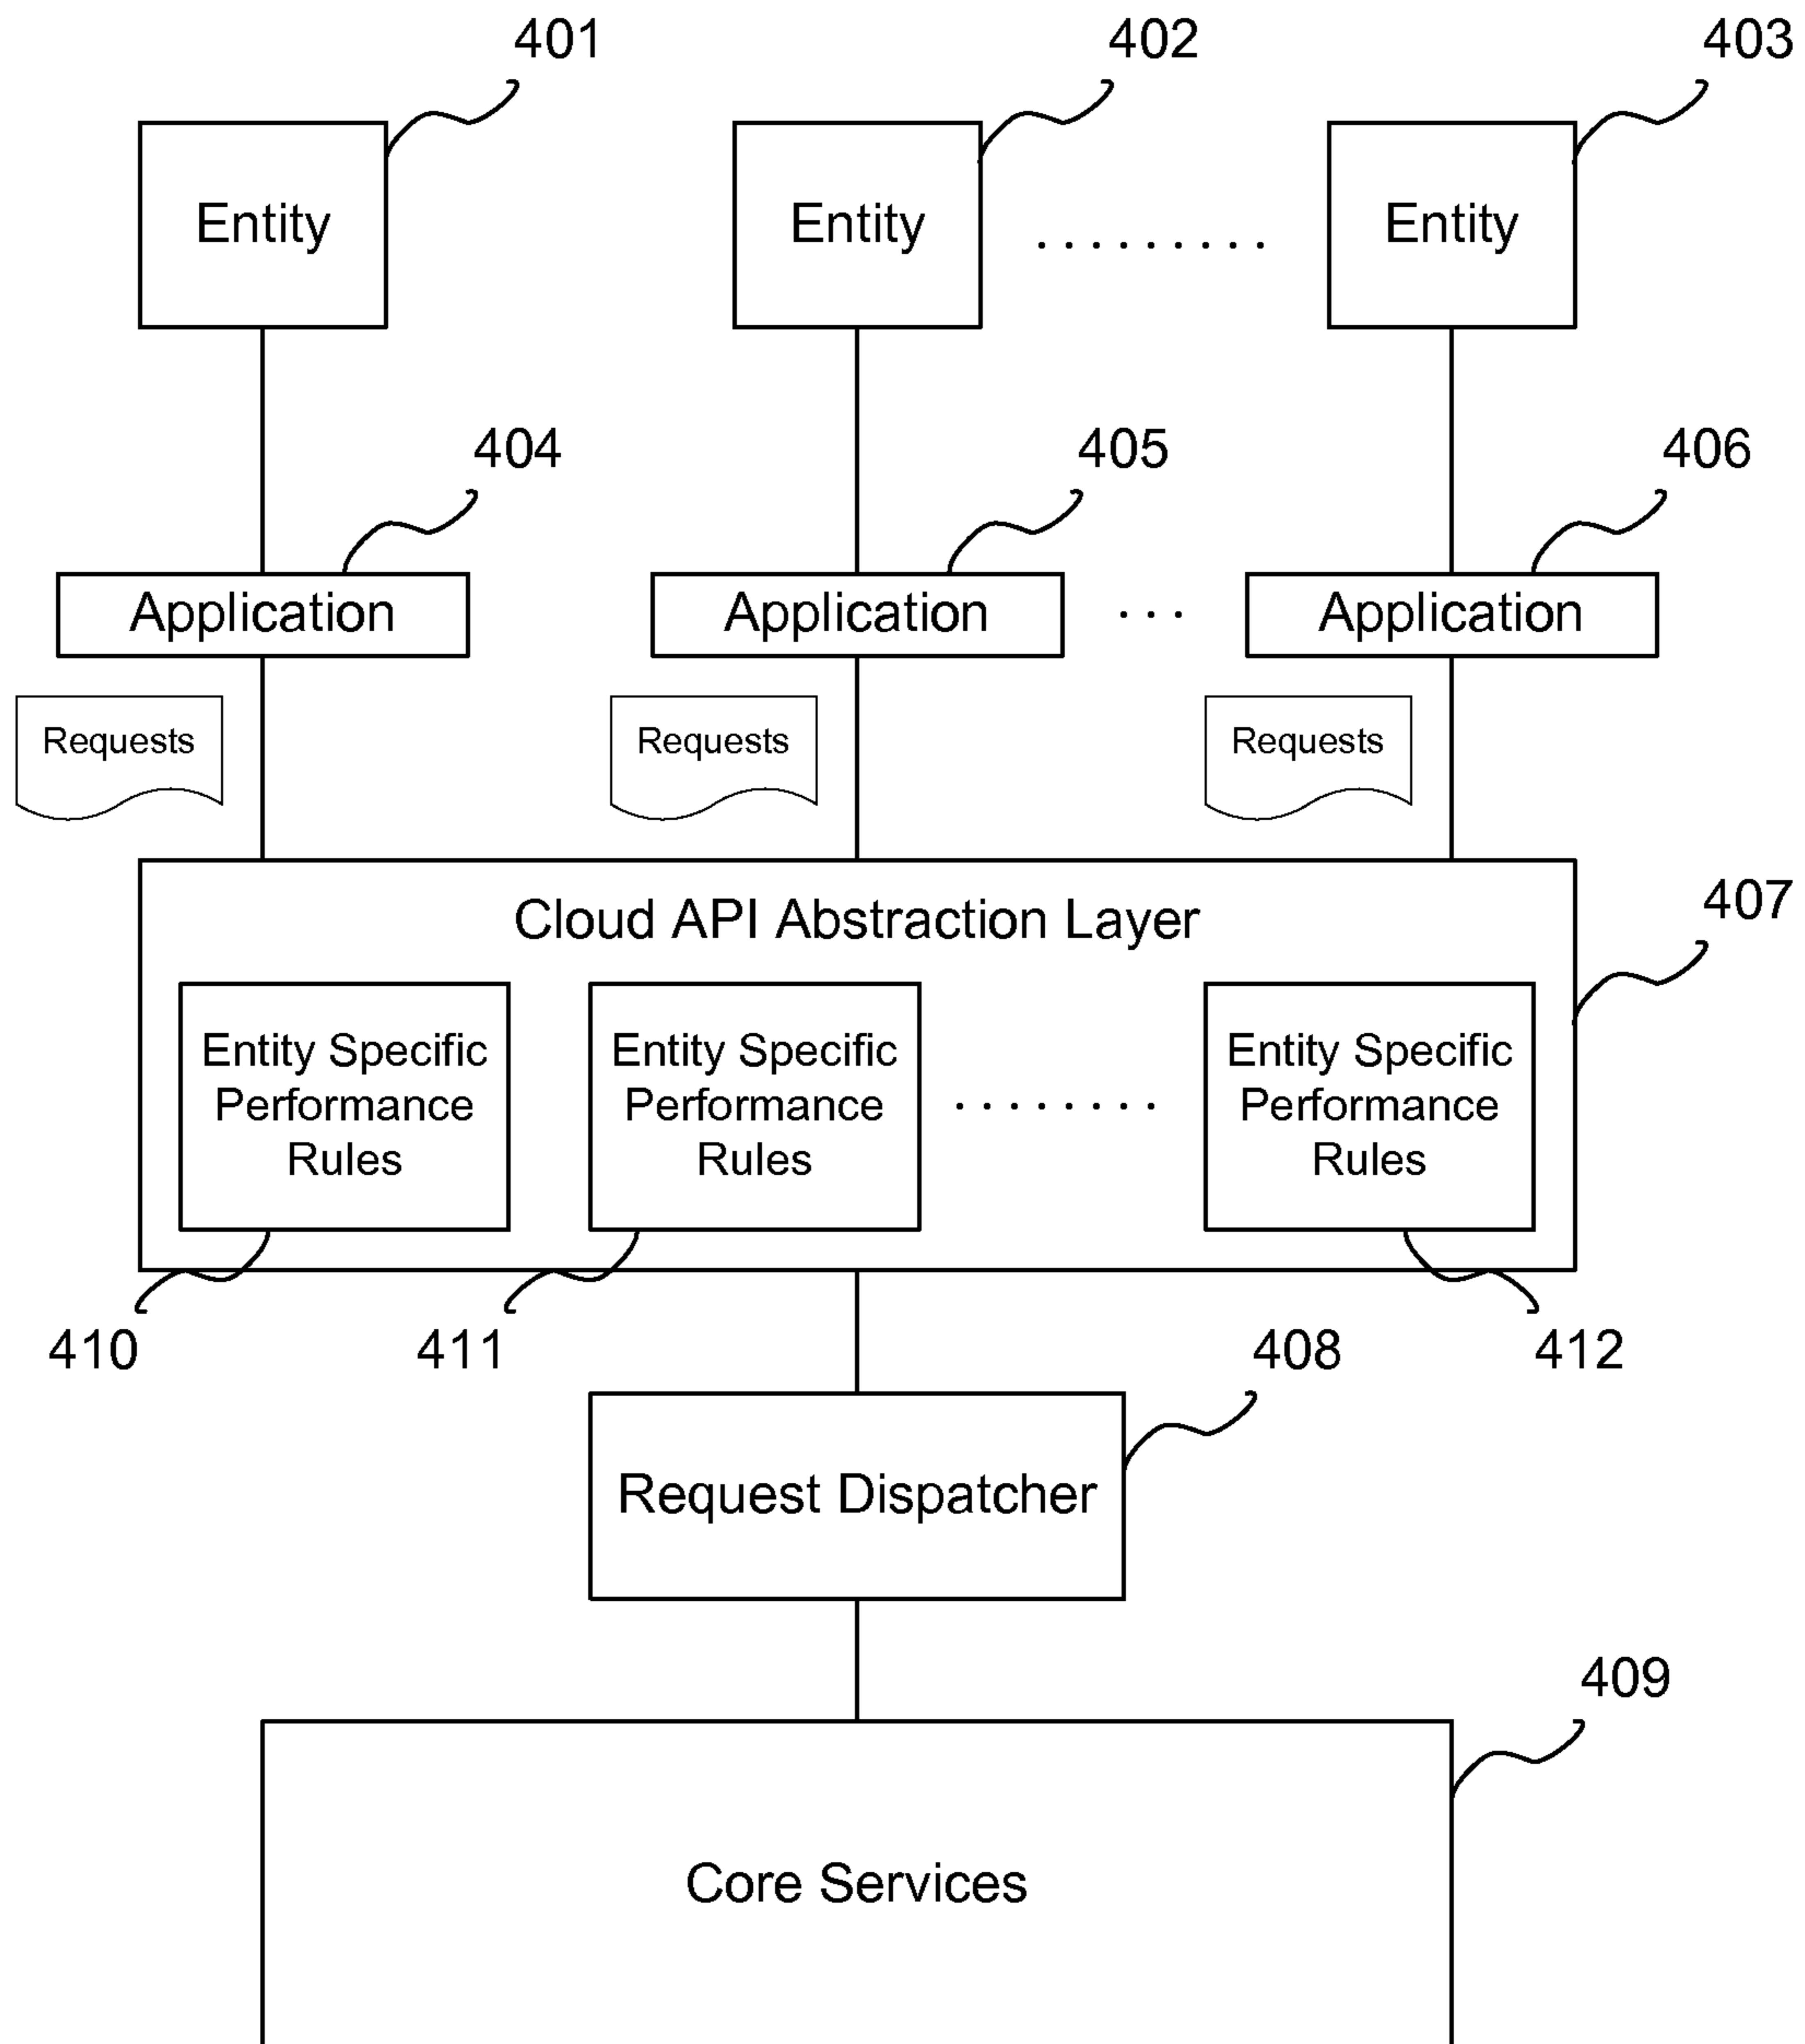 401
402
403
Entity
Entity
Entity
404
405
406
Application
Application
Application
Requests
Requests
Requests
407
Cloud API Abstraction Layer
Entity Specific
Performance
Rules
Entity Specific
Performance
Rules
Entity Specific
Performance
Rules
410
411
408
412
Request Dispatcher
409
Core Services